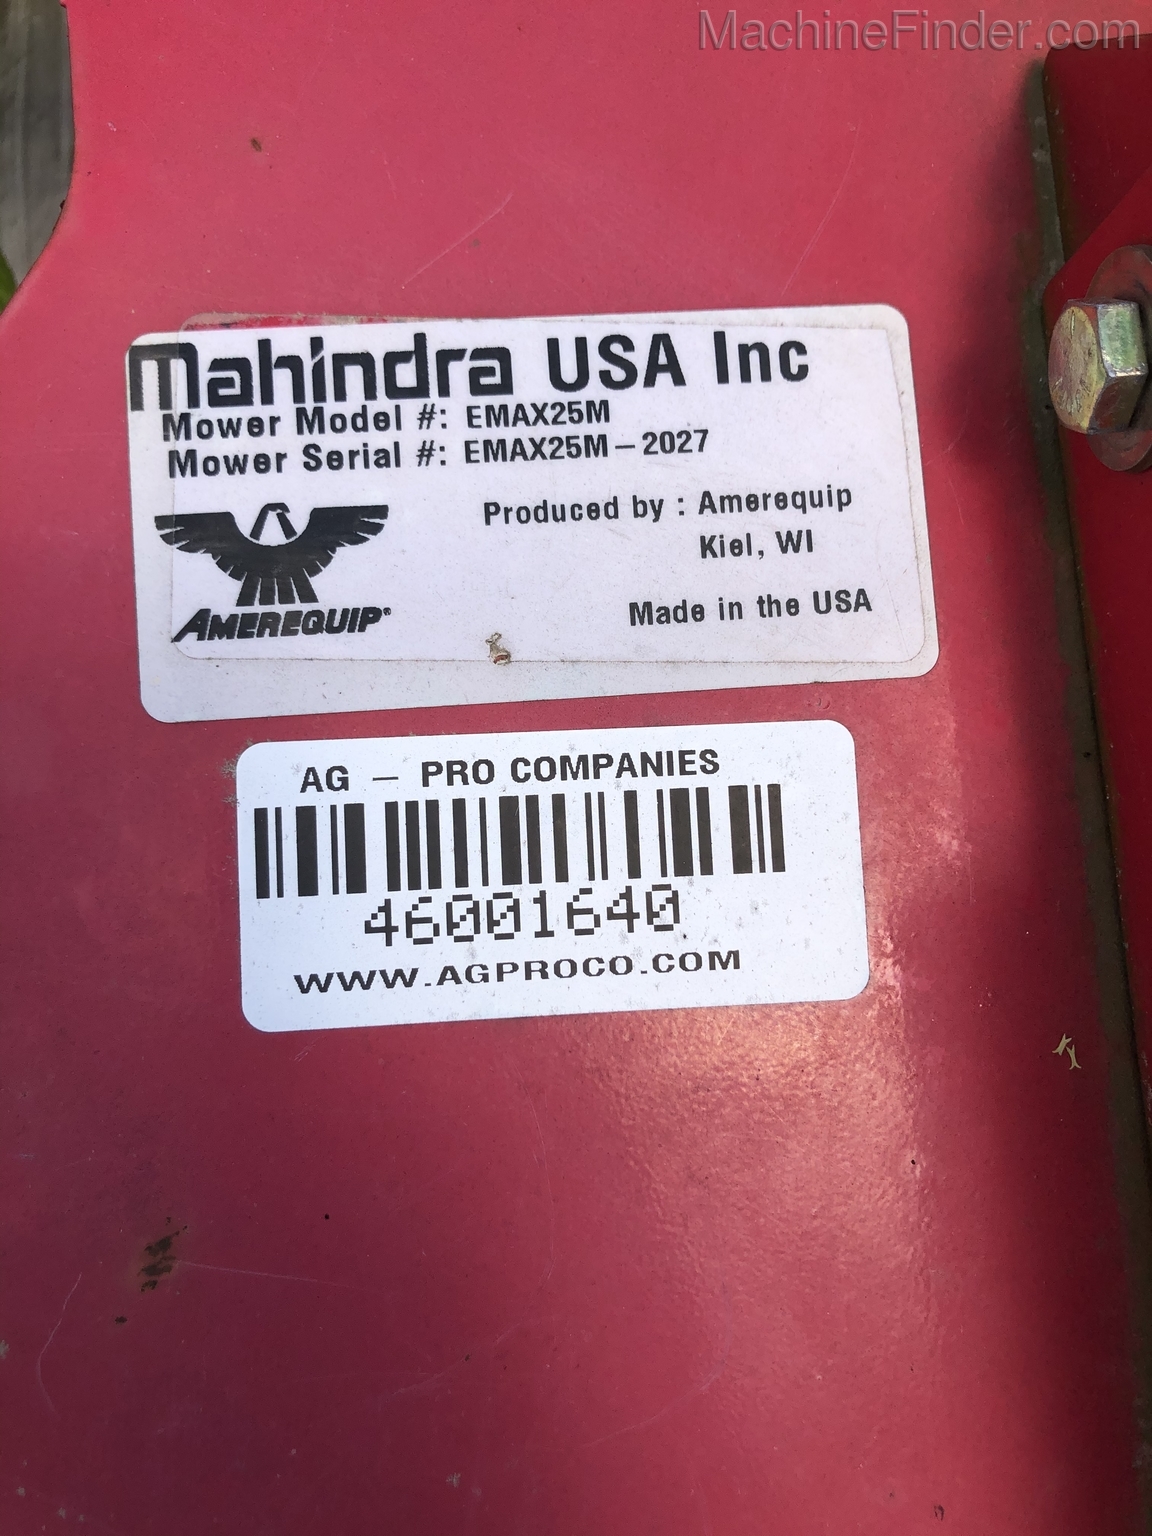 MachineFinder.com
Mahindra USA Inc
Mower Model #: EMAX25M
Mower Serial #: EMAX25M-2027
Produced by : Amerequip
Kiel, WI
Made in the USA
AMEREQUIP®
AG - PRO COMPANIES
46001640
WWW.AGPROCO.COM